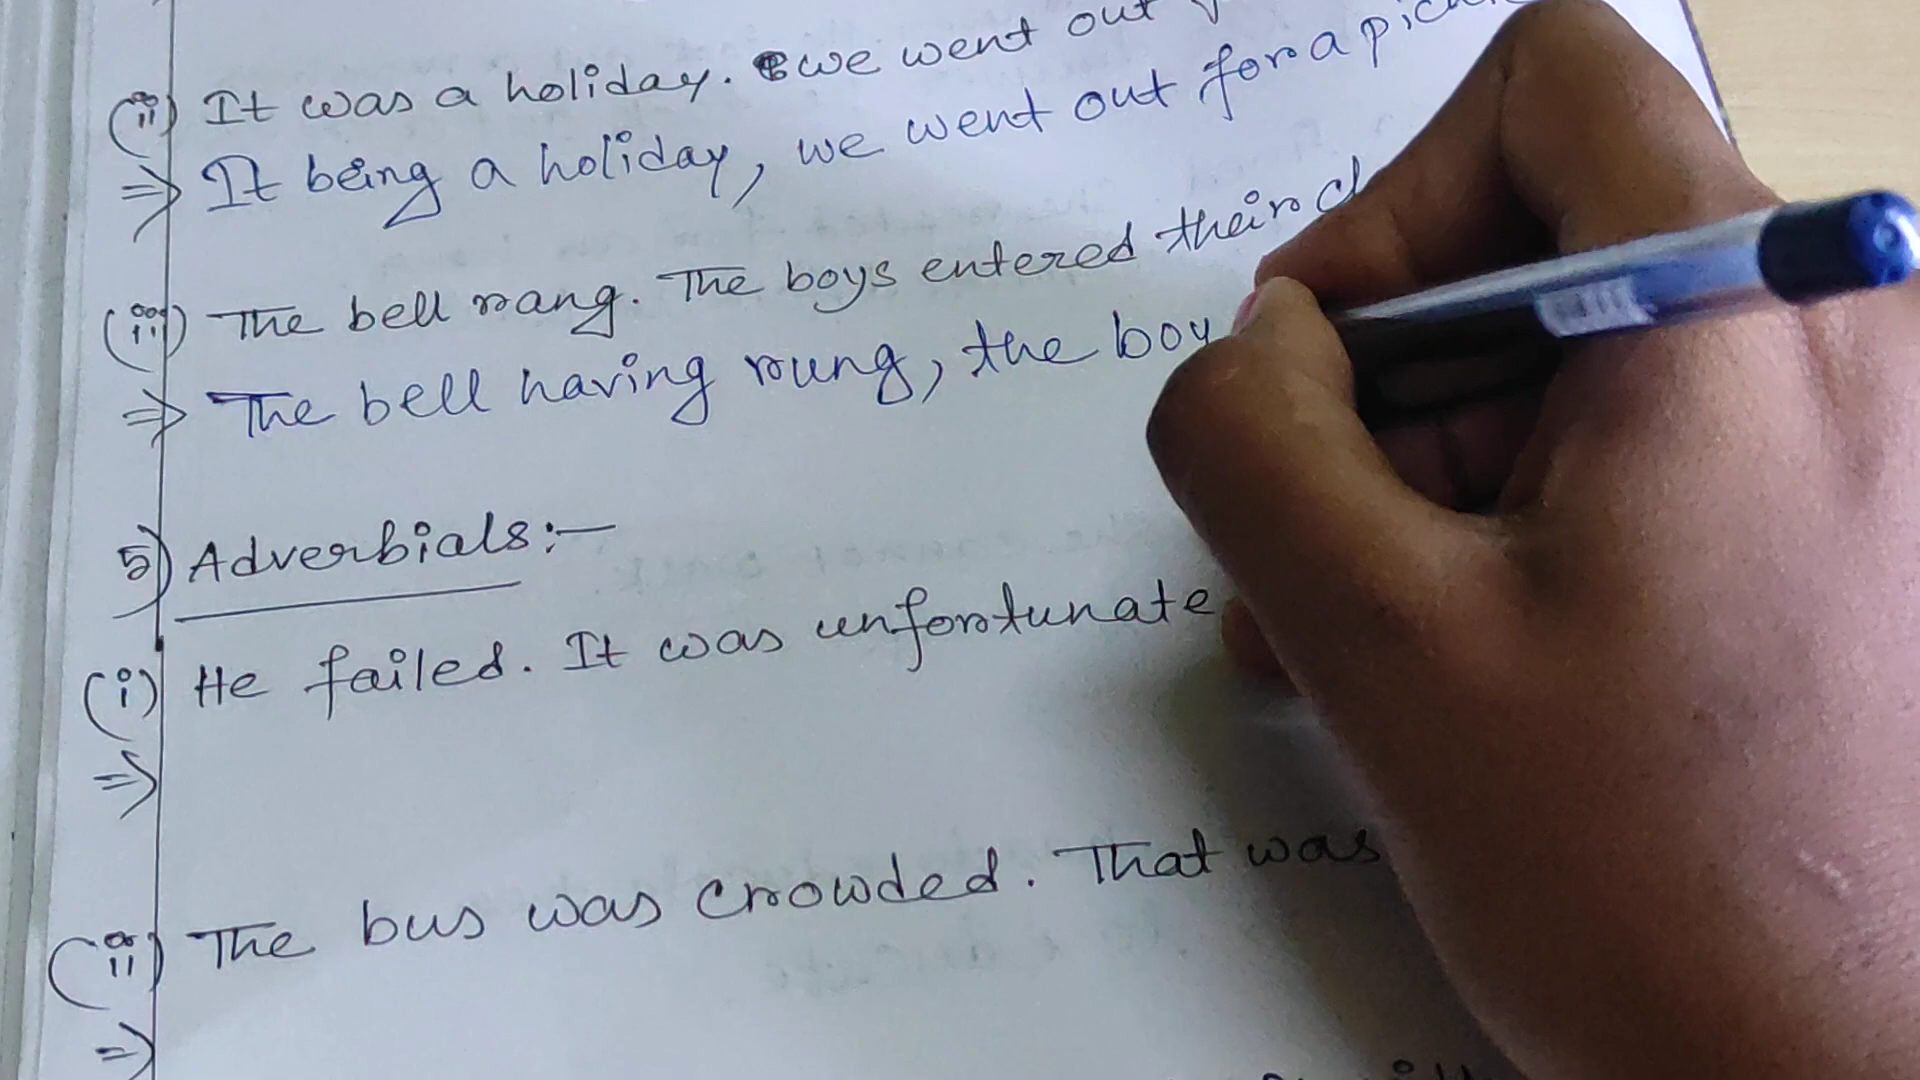 (ii) It was a holiday. we went out
⇒ It being a holiday, we went out for a
(iii) The bell rang. The boys entered their
⇒ The bell having rung, the boy
5) Adverbials:-
(i) He failed. It was unfortunate
⇒
(ii) The bus was crowded. That was
⇒